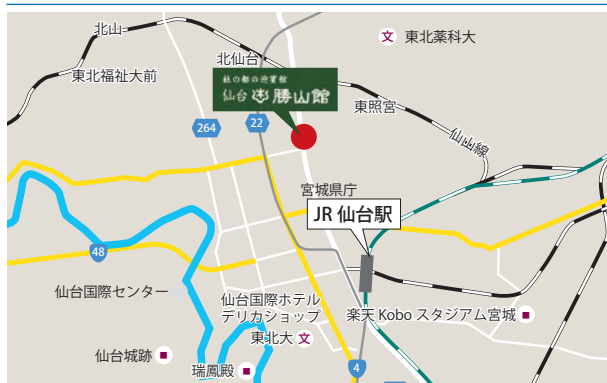 北山
北仙台
文 東北薬科大
東北福祉大前
杜の都の迎賓館
仙台 勝山館
東照宮
264
22
仙山線
宮城県庁
JR 仙台駅
48
仙台国際センター
仙台国際ホテル
デリカショップ
楽天 Kobo スタジアム宮城
東北大 文
仙台城跡
瑞鳳殿
4